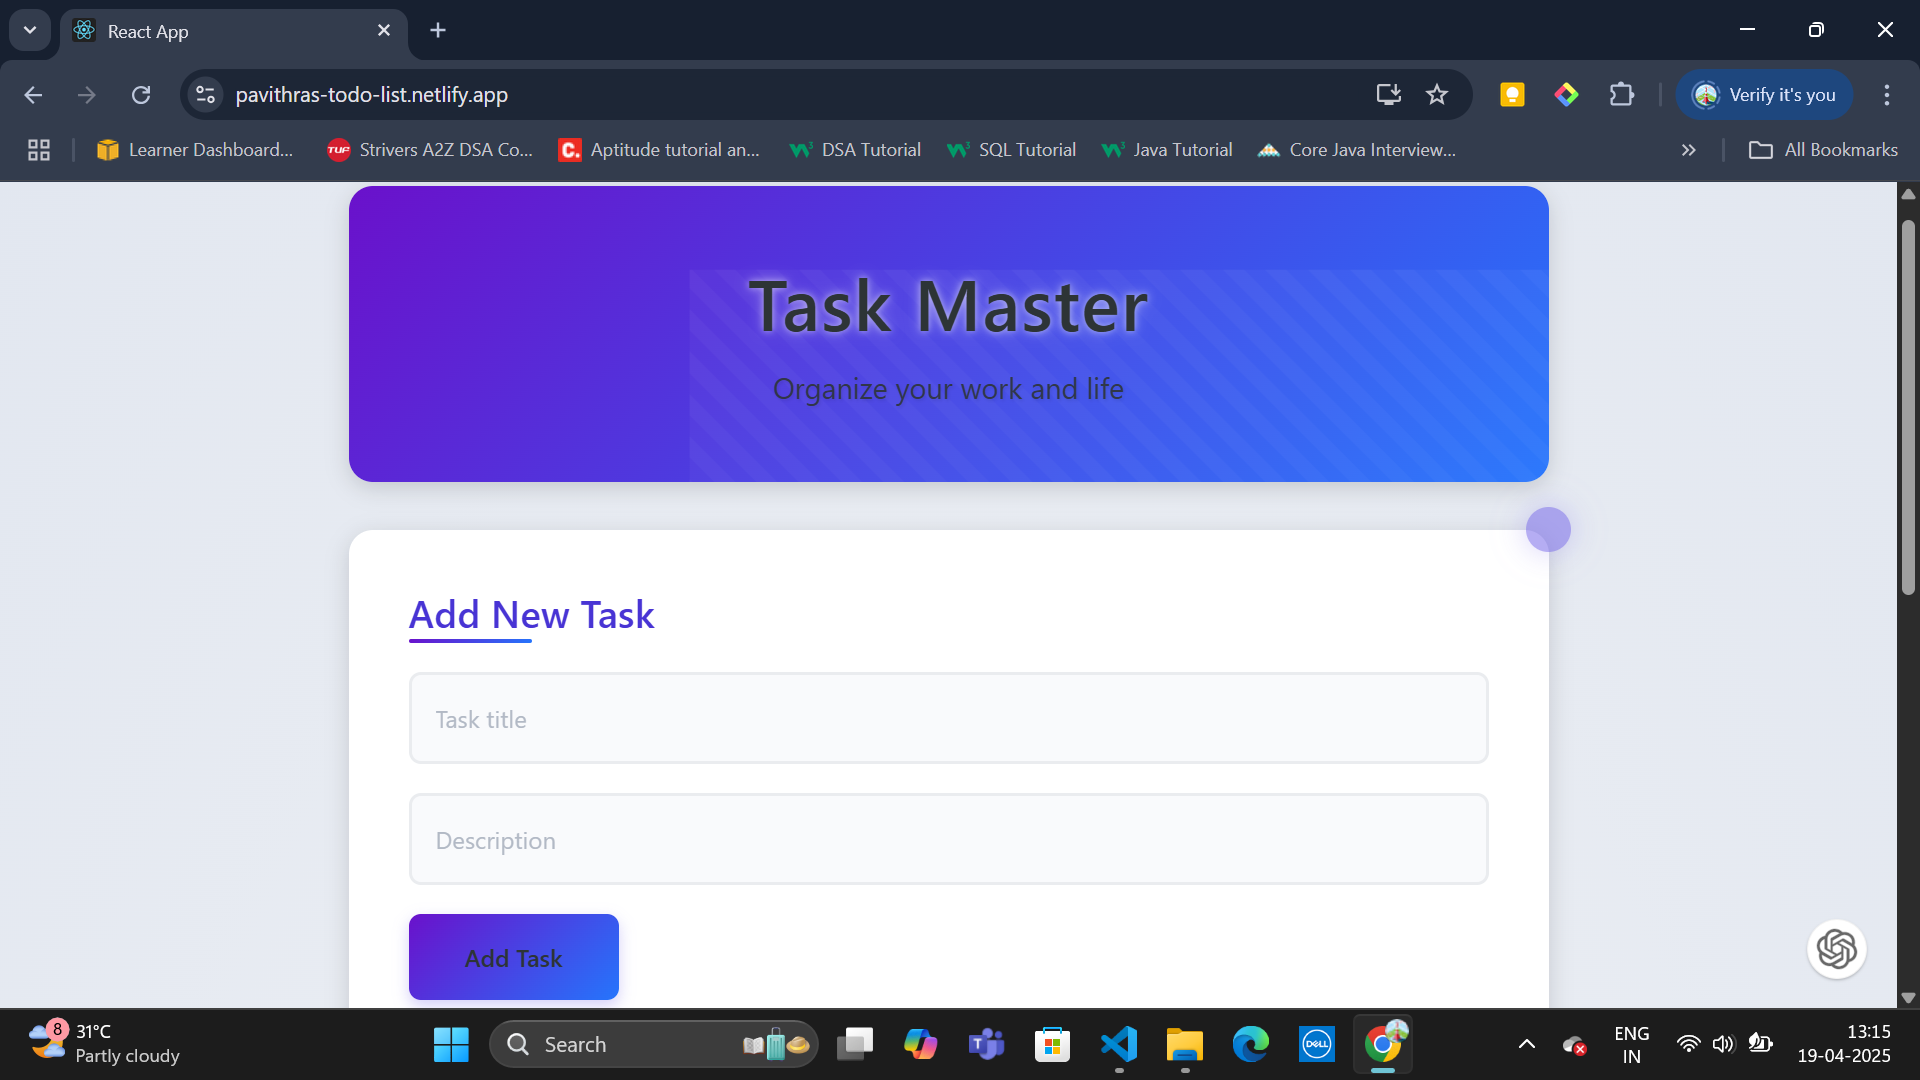 React App
pavithras-todo-list.netlify.app
Verify it's you
Learner Dashboard...
TUF
Strivers A2Z DSA Co...
C.
Aptitude tutorial an...
DSA Tutorial
SQL Tutorial
Java Tutorial
Core Java Interview...
All Bookmarks
Task Master
Organize your work and life
Add New Task
Task title
Description
Add Task
8
31°C
Partly cloudy
Search
DELL
ENG
IN
13:15
19-04-2025